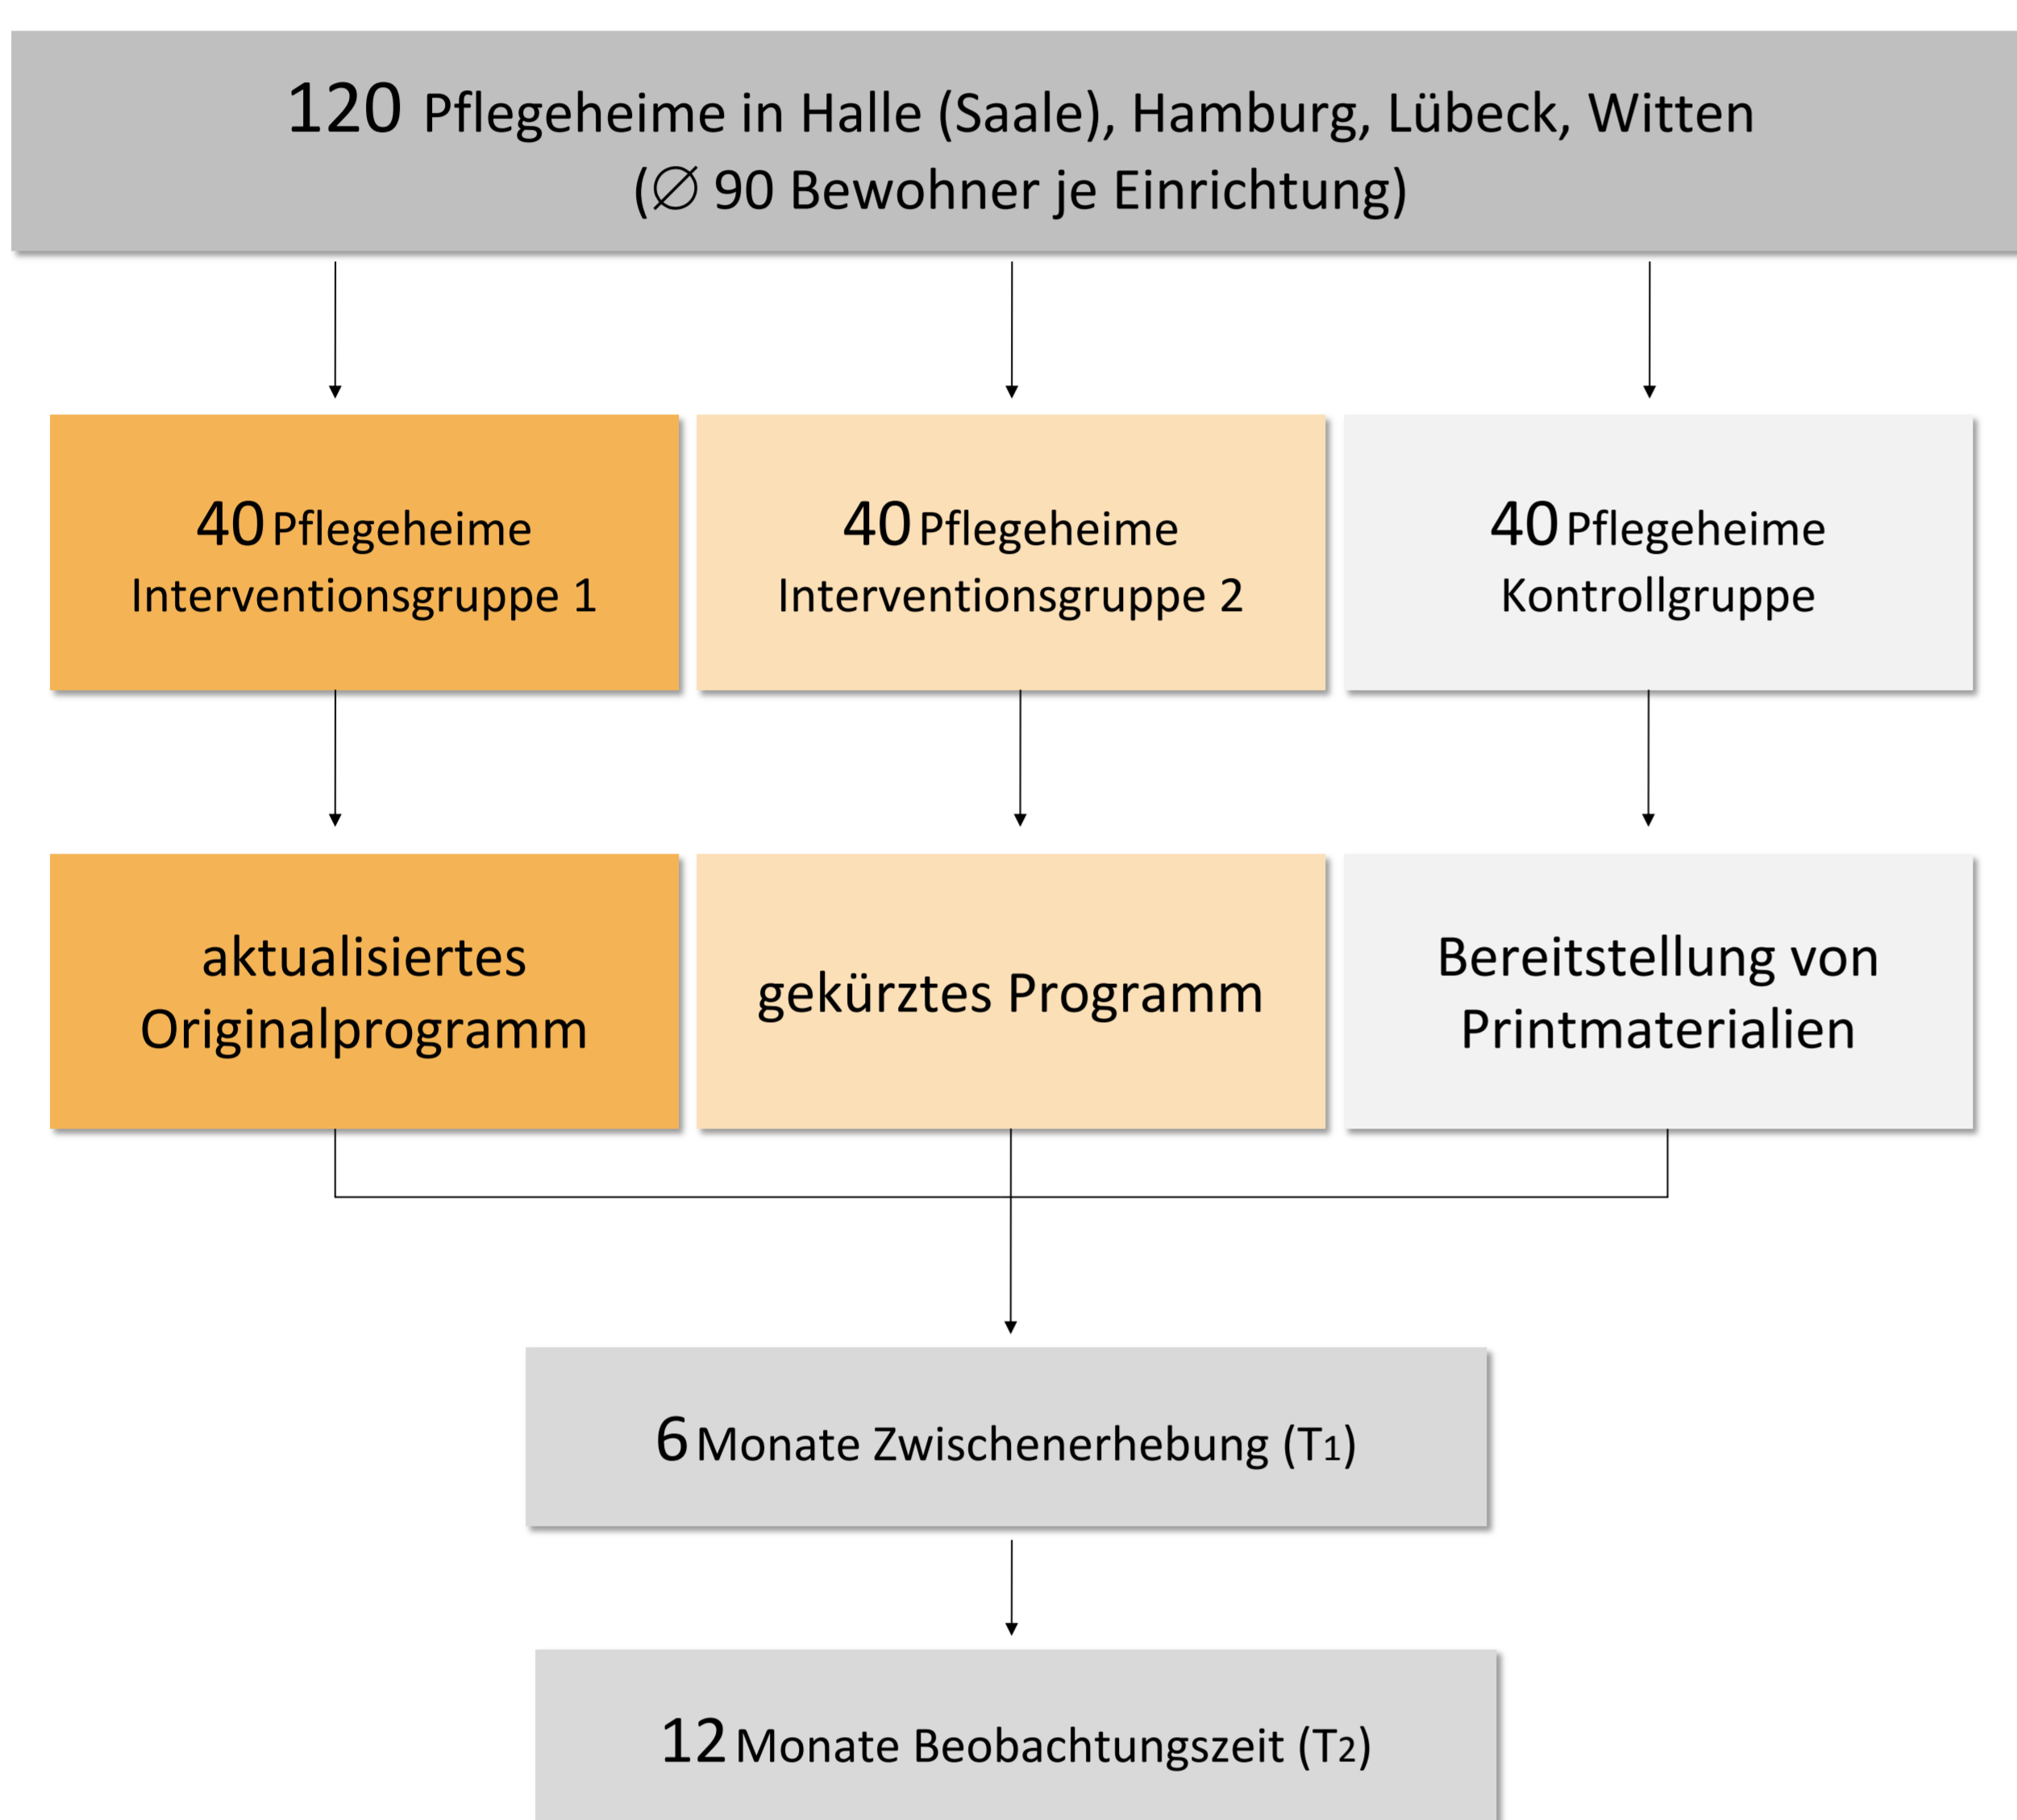 120 Pflegeheime in Halle (Saale), Hamburg, Lübeck, Witten
(∅ 90 Bewohner je Einrichtung)
40 Pflegeheime
Interventionsgruppe 1
40 Pflegeheime
Interventionsgruppe 2
40 Pflegeheime
Kontrollgruppe
aktualisiertes
Originalprogramm
gekürztes Programm
Bereitstellung von
Printmaterialien
6 Monate Zwischenerhebung (T1)
12 Monate Beobachtungszeit (T2)